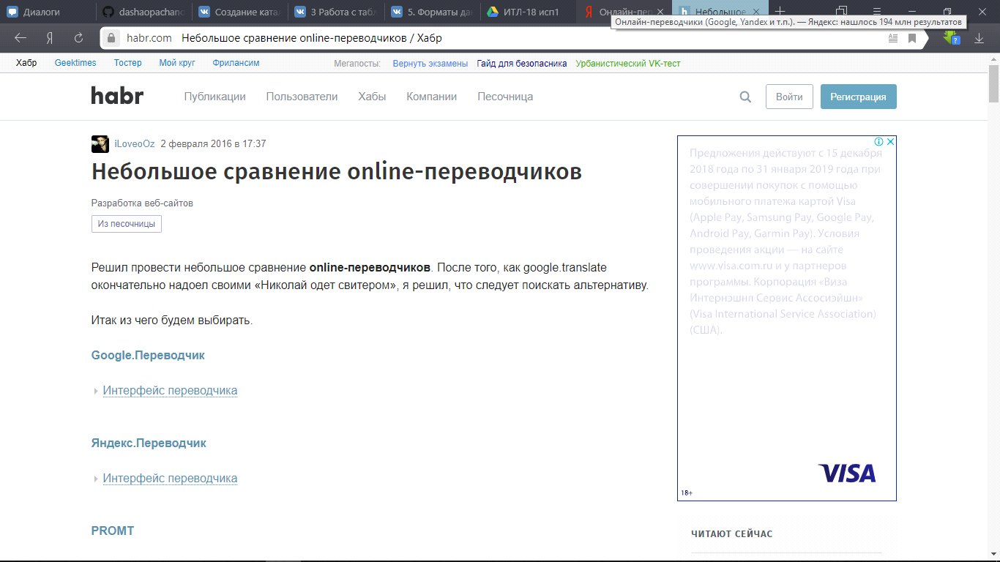 Диалоги
dashaopachano
Создание ката
3 Работа с табл
5. Форматы да
ИТЛ-18 исп1
Онлайн-пер
Небольшое
Онлайн-переводчики (Google, Yandex и т.п.). — Яндекс: нашлось 194 млн результатов
habr.com Небольшое сравнение online-переводчиков / Хабр
Хабр Geektimes Тостер Мой круг Фрилансим Мегапосты: Вернуть экзамены Гайд для безопасника Урбанистический VK-тест
habr Публикации Пользователи Хабы Компании Песочница Войти Регистрация
iLoveoOz 2 февраля 2016 в 17:37
Небольшое сравнение online-переводчиков
Разработка веб-сайтов
Из песочницы
Решил провести небольшое сравнение online-переводчиков. После того, как google.translate
окончательно надоел своими «Николай одет свитером», я решил, что следует поискать альтернативу.
Итак из чего будем выбирать.
Google.Переводчик
Интерфейс переводчика
Яндекс.Переводчик
Интерфейс переводчика
PROMT
Предложения действуют с 15 декабря
2018 года по 31 января 2019 года при
совершении покупок с помощью
мобильного платежа картой Visa
(Apple Pay, Samsung Pay, Google Pay,
Android Pay, Garmin Pay). Условия
проведения акции — на сайте
www.visa.com.ru и у партнеров
программы. Корпорация «Виза
Интернэшнл Сервис Ассосиэйшн»
(Visa International Service Association)
(США).
VISA
18+
ЧИТАЮТ СЕЙЧАС